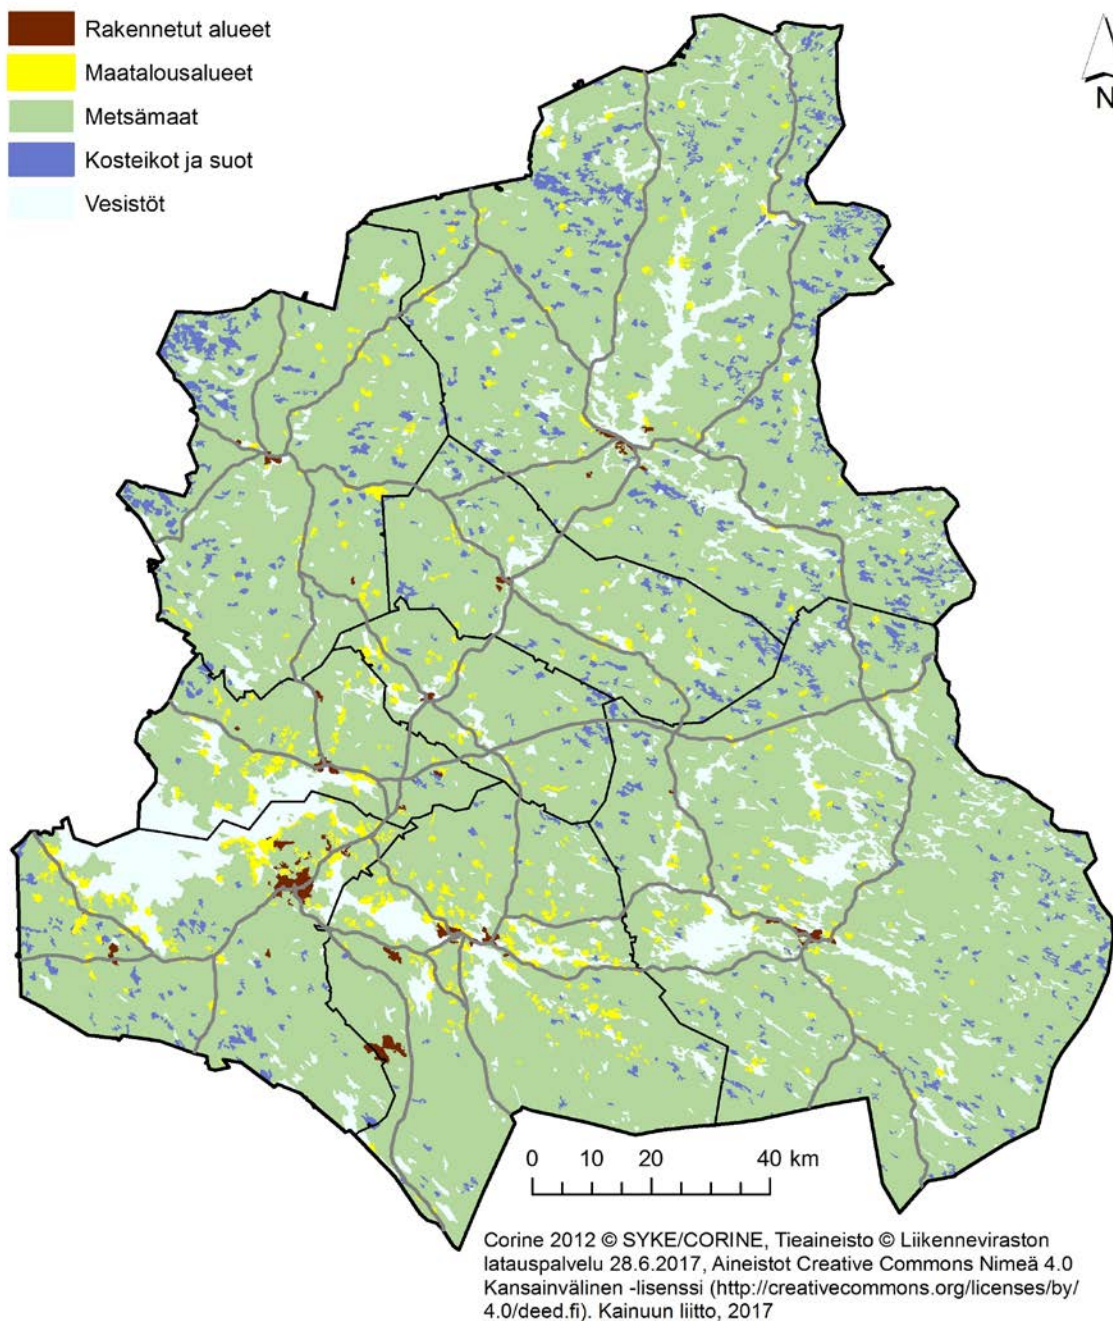 Rakennetut alueet
Maatalousalueet
Metsämaat
Kosteikot ja suot
Vesistöt
N
0 10 20 40 km
Corine 2012 © SYKE/CORINE, Tieaineisto © Liikenneviraston
latauspalvelu 28.6.2017, Aineistot Creative Commons Nimeä 4.0
Kansainvälinen -lisenssi (http://creativecommons.org/licenses/by/
4.0/deed.fi). Kainuun liitto, 2017